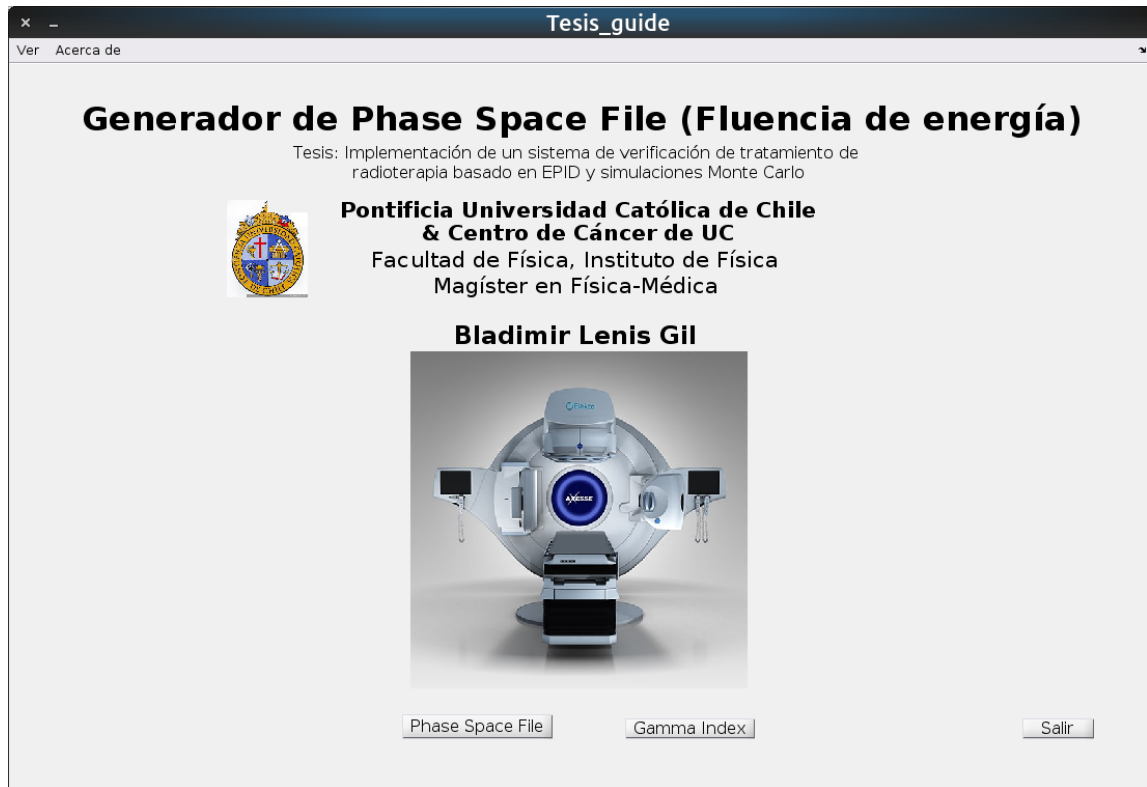 Tesis_guide
Ver Acerca de
Generador de Phase Space File (Fluencia de energía)
Tesis: Implementación de un sistema de verificación de tratamiento de
radioterapia basado en EPID y simulaciones Monte Carlo
Pontificia Universidad Católica de Chile
& Centro de Cáncer de UC
Facultad de Física, Instituto de Física
Magíster en Física-Médica
Bladimir Lenis Gil
AXESSE
Phase Space File Gamma Index Salir